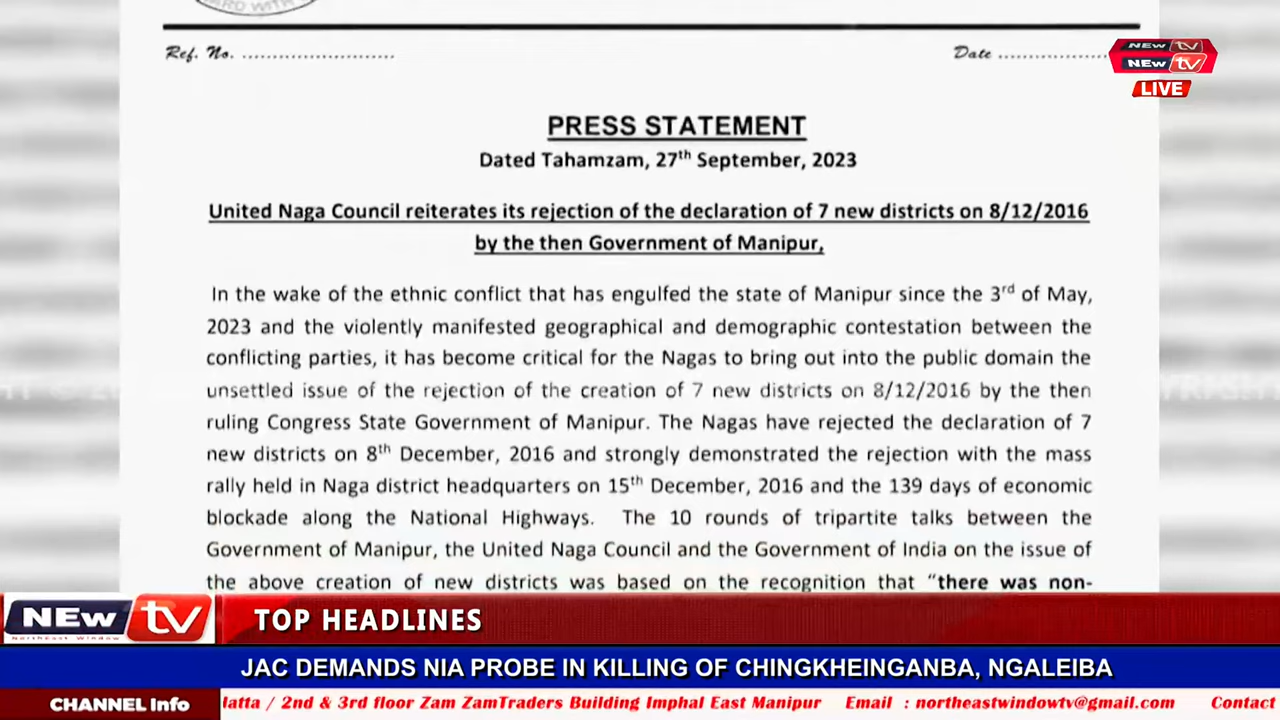 ARD WITH
Ref. No. ..........................
Date ..................
NEW tv
NEW tv
LIVE
PRESS STATEMENT
Dated Tahamzam, 27th September, 2023
United Naga Council reiterates its rejection of the declaration of 7 new districts on 8/12/2016
by the then Government of Manipur,
In the wake of the ethnic conflict that has engulfed the state of Manipur since the 3rd of May,
2023 and the violently manifested geographical and demographic contestation between the
conflicting parties, it has become critical for the Nagas to bring out into the public domain the
unsettled issue of the rejection of the creation of 7 new districts on 8/12/2016 by the then
ruling Congress State Government of Manipur. The Nagas have rejected the declaration of 7
new districts on 8th December, 2016 and strongly demonstrated the rejection with the mass
rally held in Naga district headquarters on 15th December, 2016 and the 139 days of economic
blockade along the National Highways. The 10 rounds of tripartite talks between the
Government of Manipur, the United Naga Council and the Government of India on the issue of
the above creation of new districts was based on the recognition that “there was non-
NEw tv
Northeast Window
TOP HEADLINES
JAC DEMANDS NIA PROBE IN KILLING OF CHINGKHEINGANBA, NGALEIBA
CHANNEL Info
latta / 2nd & 3rd floor Zam ZamTraders Building Imphal East Manipur Email : northeastwindowtv@gmail.com Contact